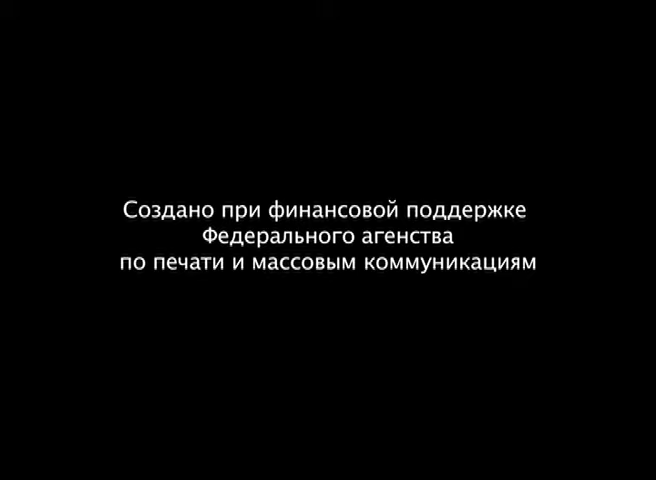 Создано при финансовой поддержке
Федерального агенства
по печати и массовым коммуникациям